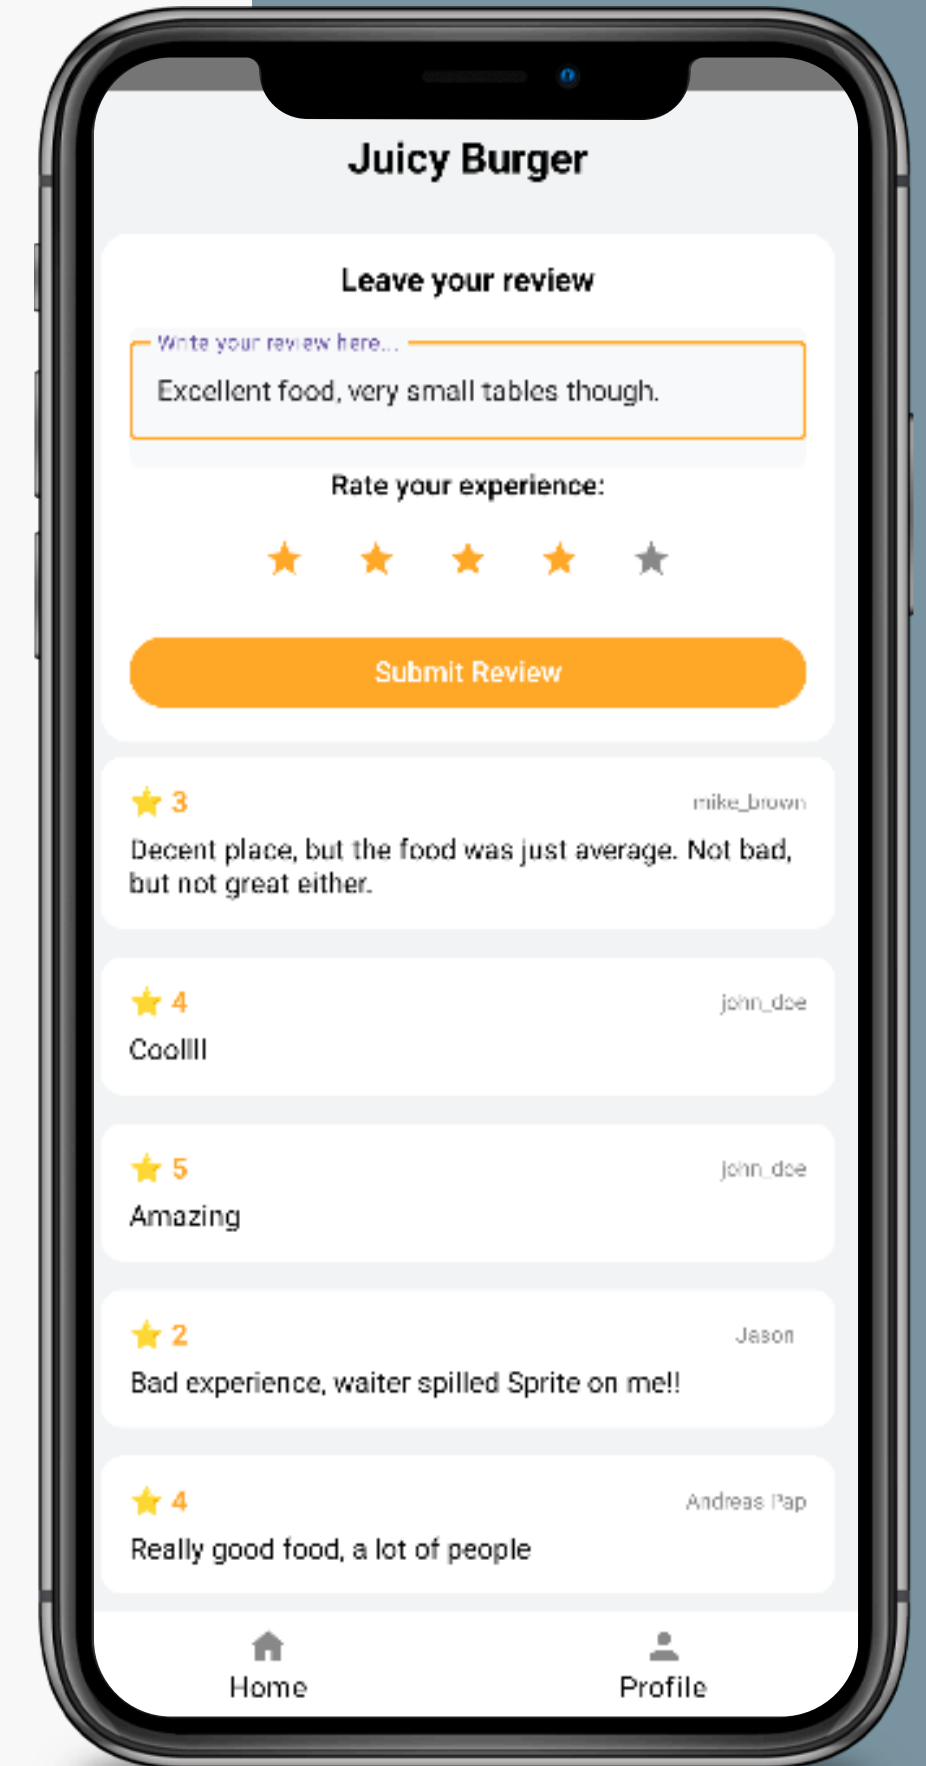 Juicy Burger
Leave your review
Write your review here...
Excellent food, very small tables though.
Rate your experience:
Submit Review
3 mike_brown
Decent place, but the food was just average. Not bad,
but not great either.
4 john_doe
Coollll
5 john_doe
Amazing
2 Jason
Bad experience, waiter spilled Sprite on me!!
4 Andreas Pap
Really good food, a lot of people
Home Profile